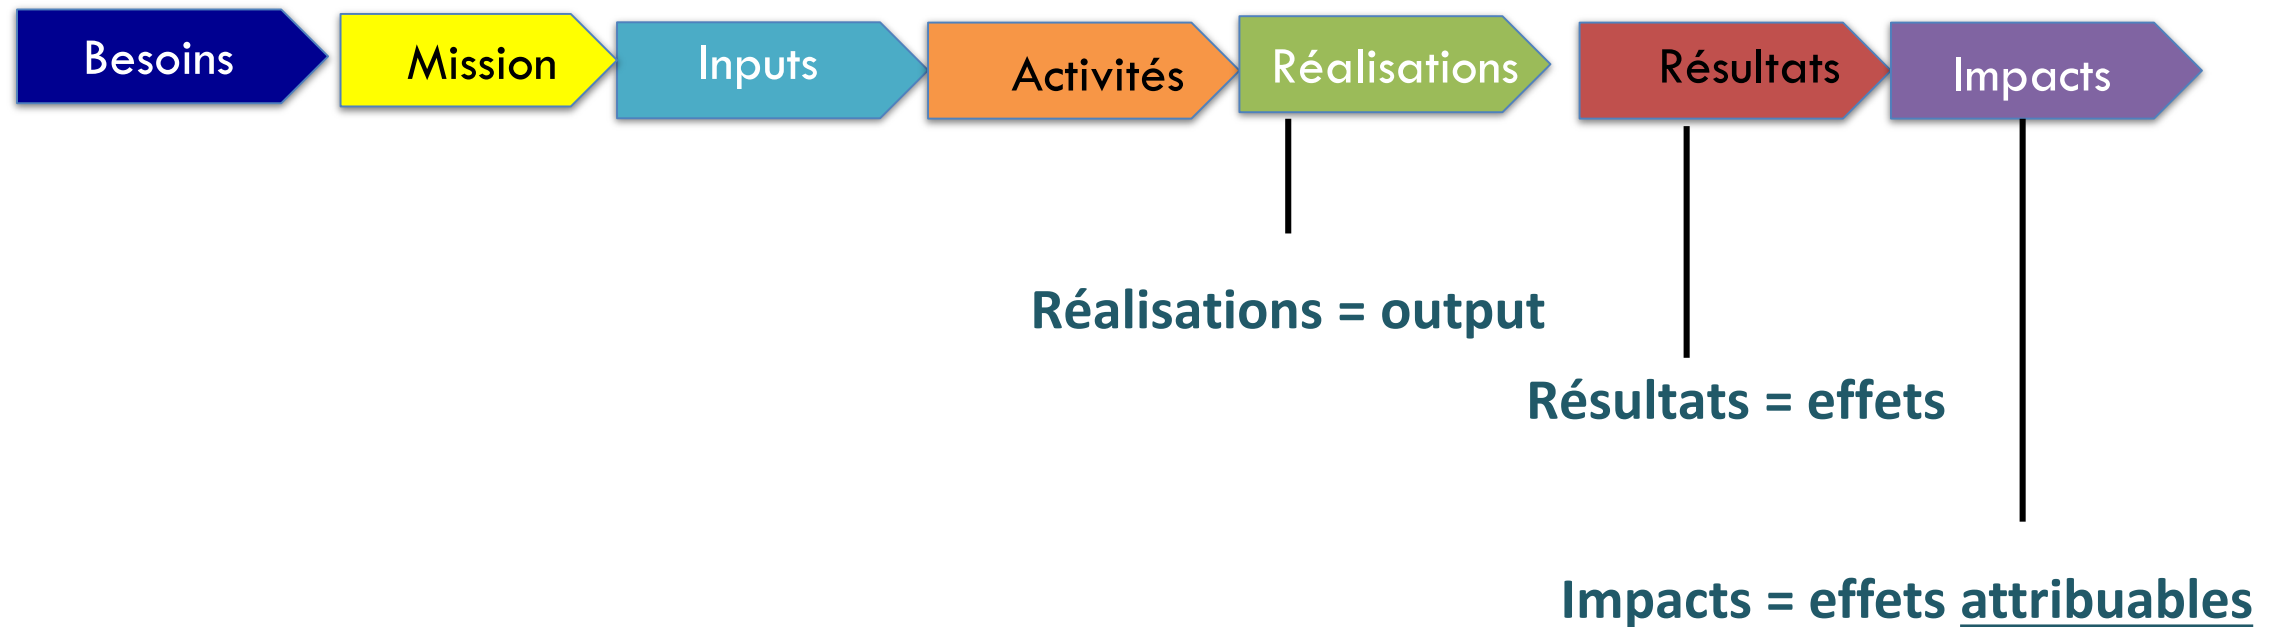 Besoins
Mission
Inputs
Activités
Réalisations
Résultats
Impacts
Réalisations = output
Résultats = effets
Impacts = effets attribuables